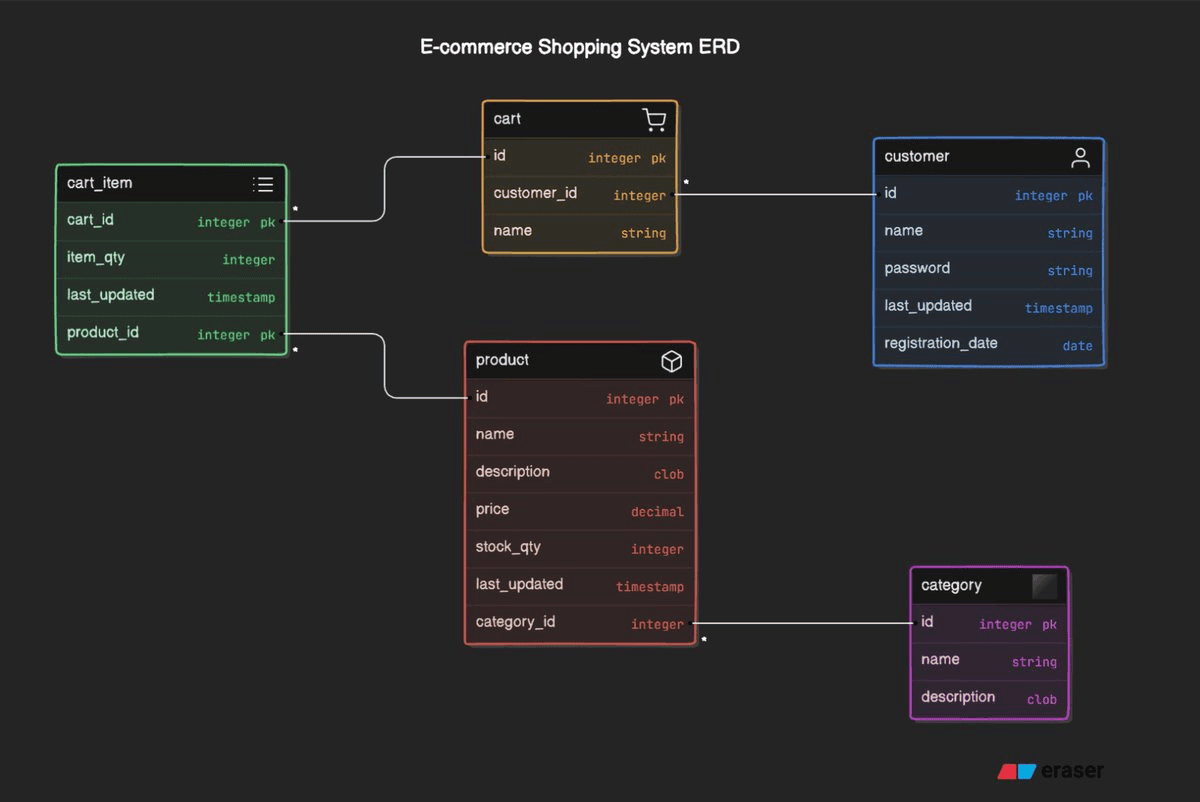 E-commerce Shopping System ERD
cart
id integer pk
customer_id integer
name string
*
customer
id integer pk
name string
password string
last_updated timestamp
registration_date date
cart_item
cart_id integer pk
item_qty integer
last_updated timestamp
product_id integer pk
*
*
product
id integer pk
name string
description clob
price decimal
stock_qty integer
last_updated timestamp
category_id integer
*
category
id integer pk
name string
description clob
eraser